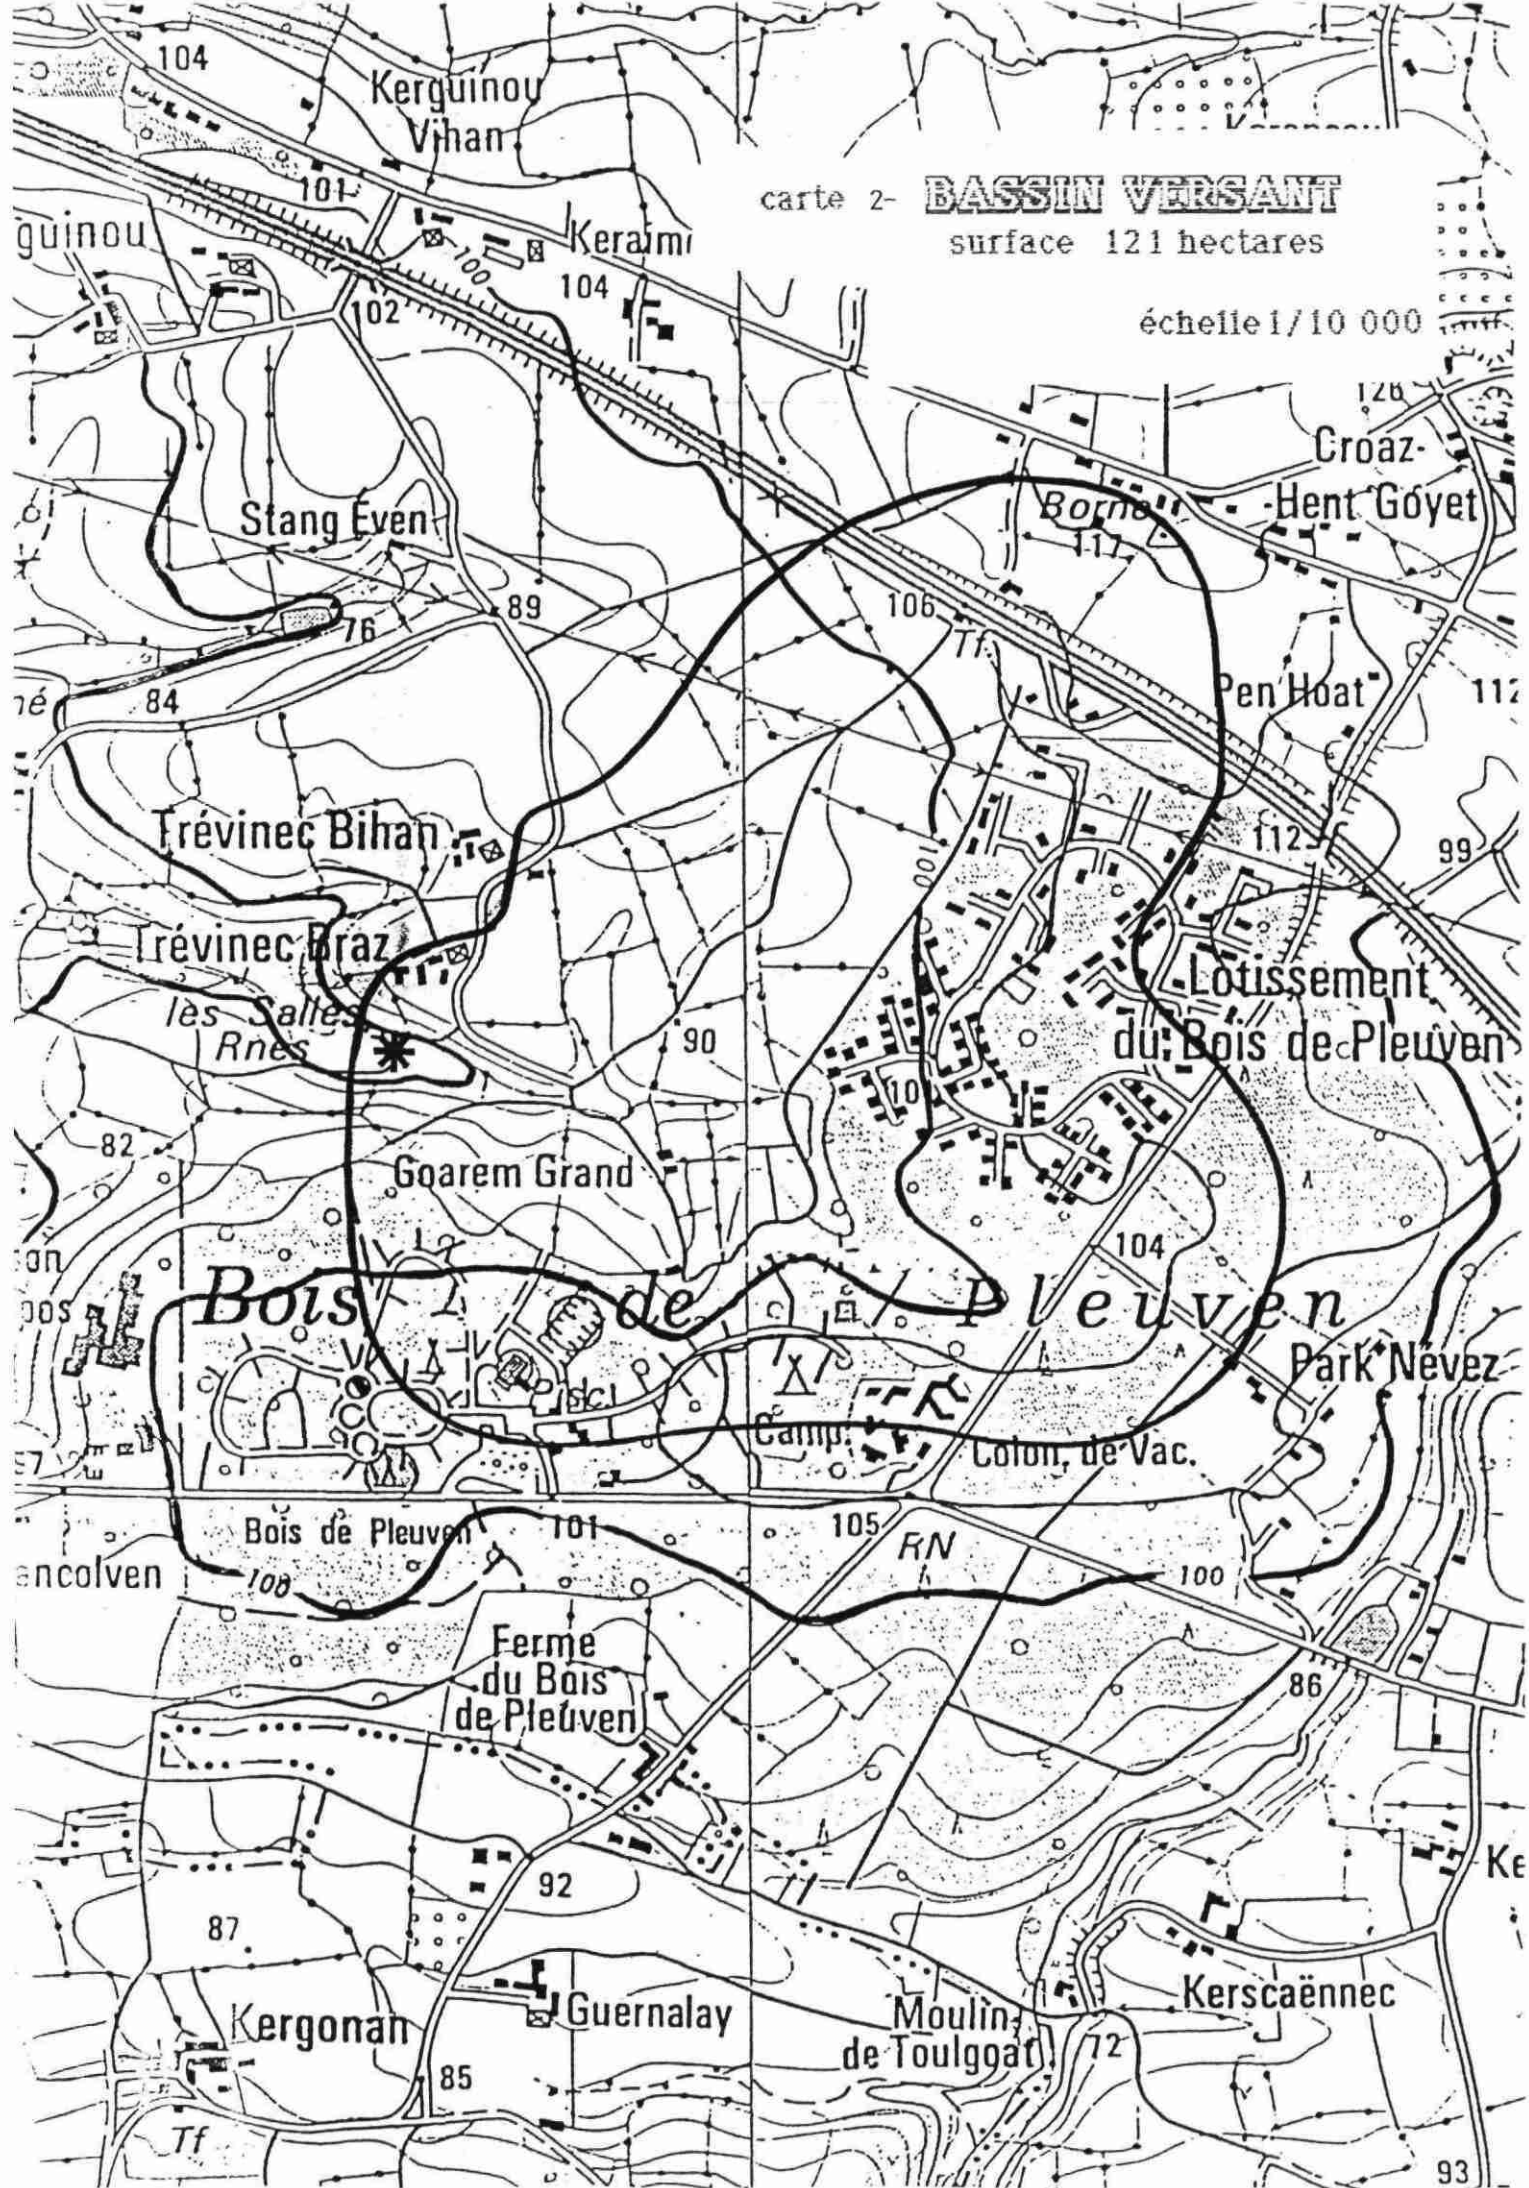 104
Kerguinou
Vihan
carte 2- BASSIN VERSANT
surface 121 hectares
échelle 1/10 000
101
guinou
100
Keraimi
104
102
126
Croaz-
Hent Goyet
Borne
117
Stang Éven
89
76
106
Tf
84
Pen Hoat
112
Trévinec Bihan
100
112
99
Trévinec Braz
les Salles
Rnes
90
Lotissement
du Bois de Pleuven
10
82
Goarem Grand
104
Bois de Pleuven
Park Nevez
Camp.
Colon. de Vac.
97
Bois de Pleuven
101
105
RN
100
encolven
100
Ferme
du Bois
de Pleuven
86
92
Ke
87
Kergonan
Guernalay
Moulin
de Toulgoat
Kerscaënnec
72
85
Tf
93